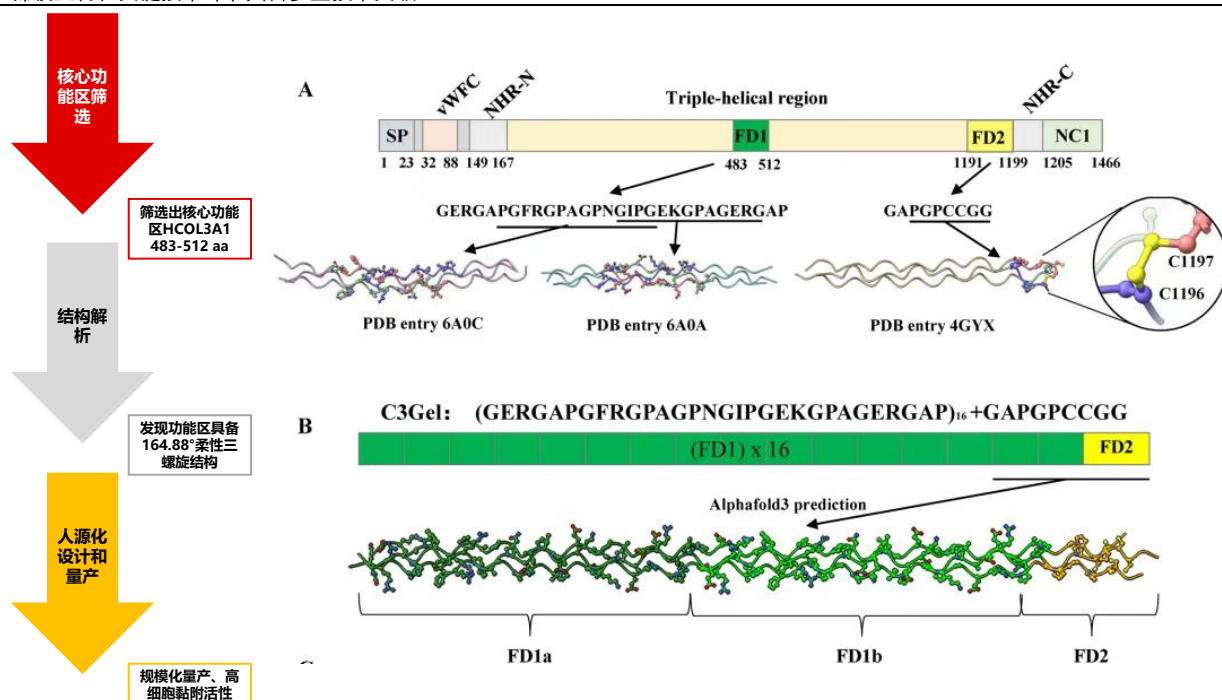 核心功
能区筛
选
筛选出核心功能
区HCOL3A1
483-512 aa
结构解
析
发现功能区具备
164.88°柔性三
螺旋结构
人源化
设计和
量产
规模化量产、高
细胞黏附活性
A
vWFC
NHR-N
Triple-helical region
NHR-C
SP
FD1
FD2
NC1
1 23 32 88 149 167 483 512 1191 1199 1205 1466
GERGAPGFRGPAGPNGIPGEKGPAGERGAP
GAPGPCCGG
C1197
C1196
PDB entry 6A0C
PDB entry 6A0A
PDB entry 4GYX
B
C3Gel: (GERGAPGFRGPAGPNGIPGEKGPAGERGAP)16+GAPGPCCGG
(FD1) x 16
FD2
Alphafold3 prediction
FD1a
FD1b
FD2